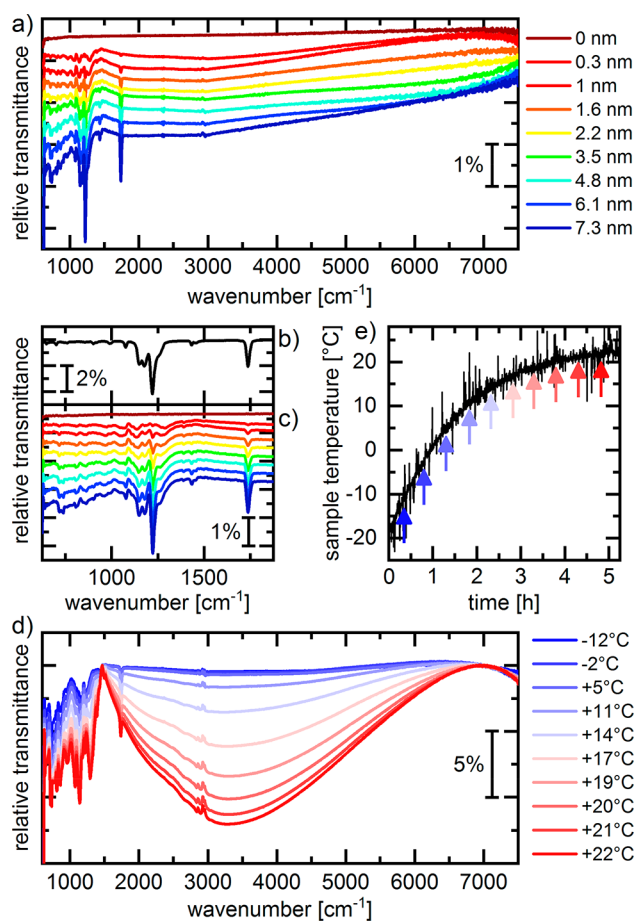 a)
reltive transmittance
1%
0 nm
0.3 nm
1 nm
1.6 nm
2.2 nm
3.5 nm
4.8 nm
6.1 nm
7.3 nm
1000 2000 3000 4000 5000 6000 7000
wavenumber [cm-1]
b)
2%
c)
relative transmittance
1%
1000 1500
wavenumber [cm-1]
e)
sample temperature [°C]
20
10
0
-10
-20
0 1 2 3 4 5
time [h]
d)
relative transmittance
5%
-12°C
-2°C
+5°C
+11°C
+14°C
+17°C
+19°C
+20°C
+21°C
+22°C
1000 2000 3000 4000 5000 6000 7000
wavenumber [cm-1]